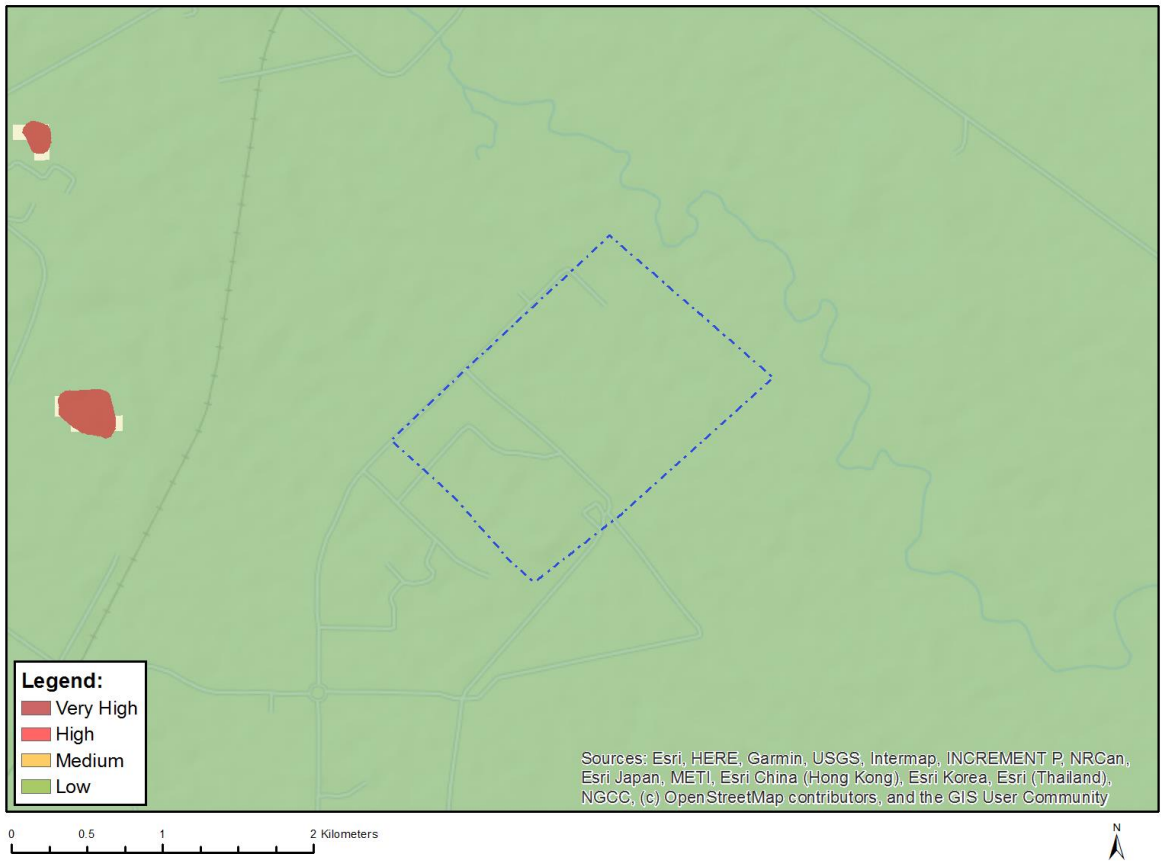 Legend:
Very High
High
Medium
Low
Sources: Esri, HERE, Garmin, USGS, Intermap, INCREMENT P, NRCan,
Esri Japan, METI, Esri China (Hong Kong), Esri Korea, Esri (Thailand),
NGCC, (c) OpenStreetMap contributors, and the GIS User Community
0 0.5 1 2 Kilometers
N